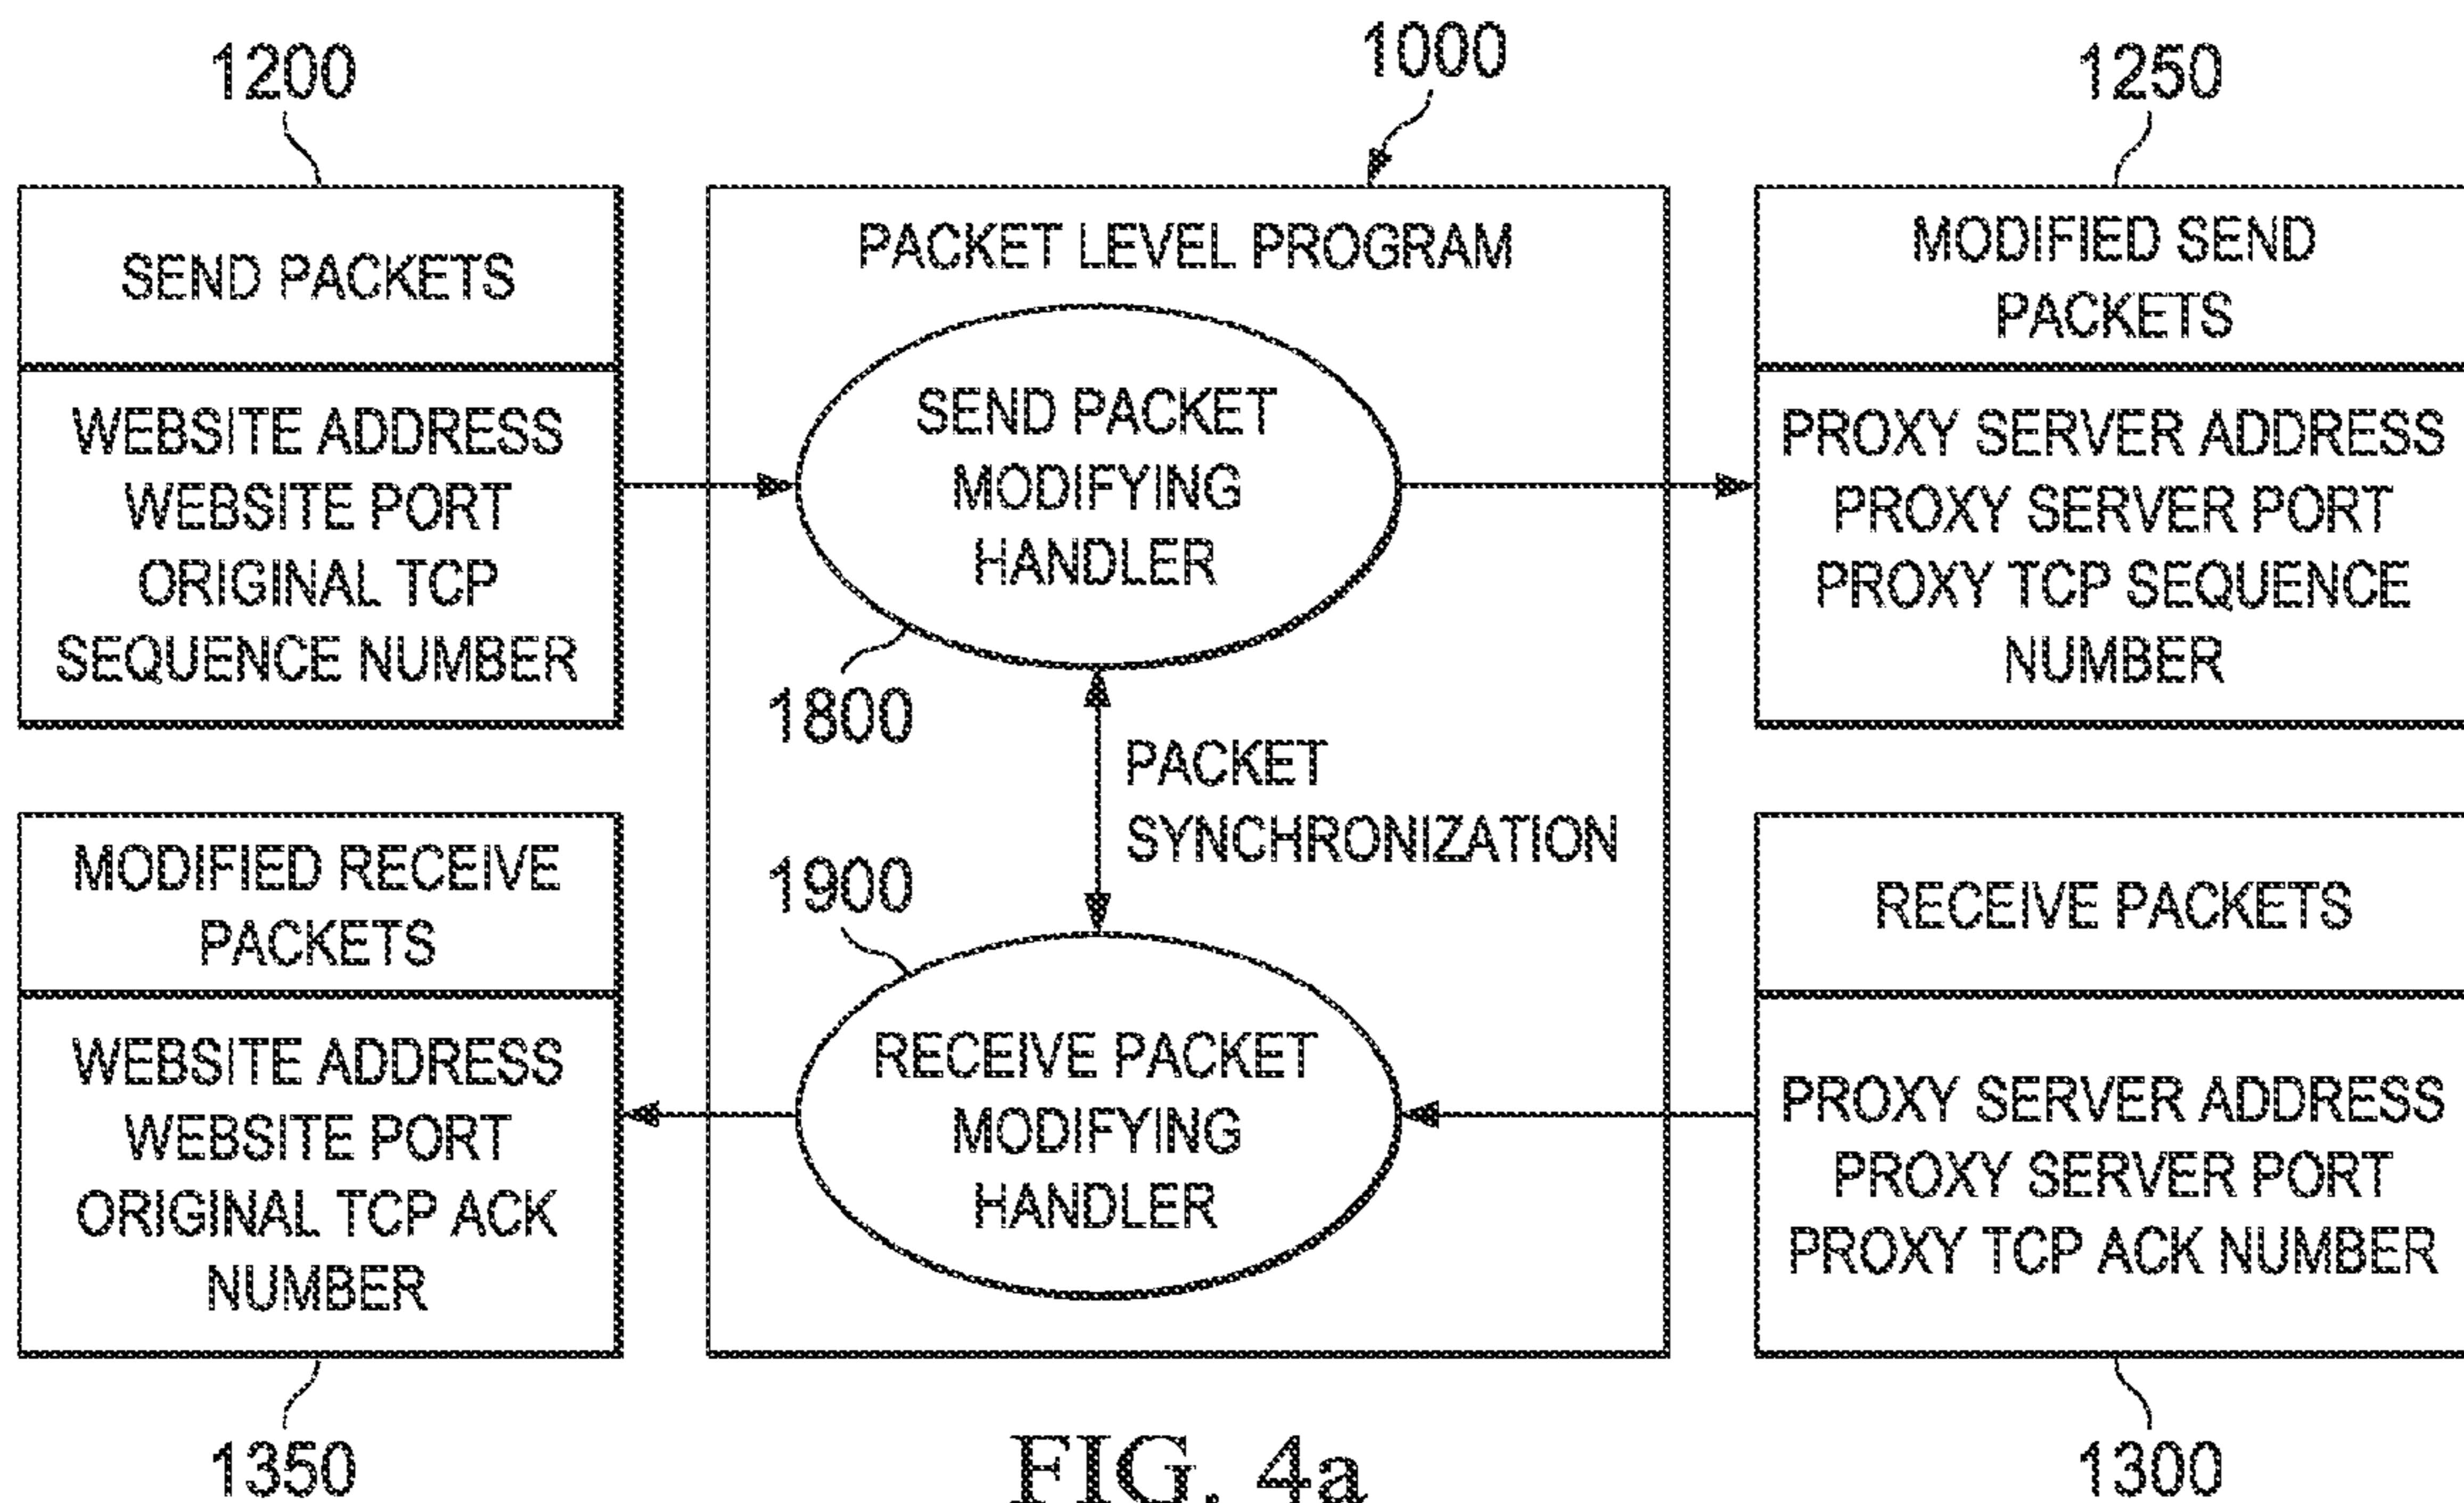 1200
1000
1250
SEND PACKETS
WEBSITE ADDRESS
WEBSITE PORT
ORIGINAL TCP
SEQUENCE NUMBER
PACKET LEVEL PROGRAM
SEND PACKET
MODIFYING
HANDLER
1800
MODIFIED SEND
PACKETS
PROXY SERVER ADDRESS
PROXY SERVER PORT
PROXY TCP SEQUENCE
NUMBER
PACKET
SYNCHRONIZATION
MODIFIED RECEIVE
PACKETS
WEBSITE ADDRESS
WEBSITE PORT
ORIGINAL TCP ACK
NUMBER
1900
RECEIVE PACKET
MODIFYING
HANDLER
RECEIVE PACKETS
PROXY SERVER ADDRESS
PROXY SERVER PORT
PROXY TCP ACK NUMBER
1350
FIG. 4a
1300